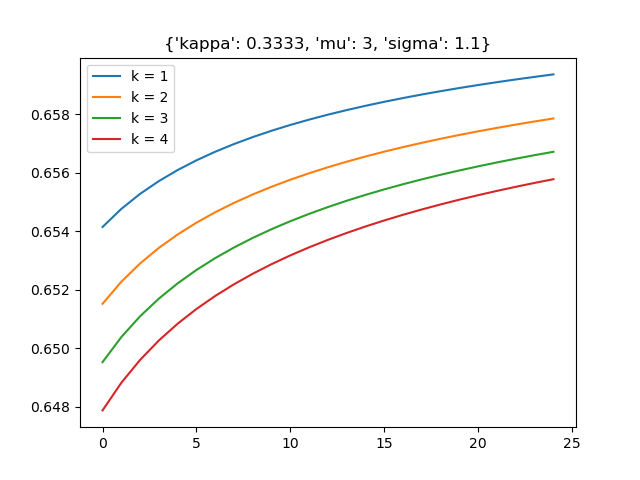 {'kappa': 0.3333, 'mu': 3, 'sigma': 1.1}
k = 1
k = 2
k = 3
k = 4
0.658
0.656
0.654
0.652
0.650
0.648
0 5 10 15 20 25